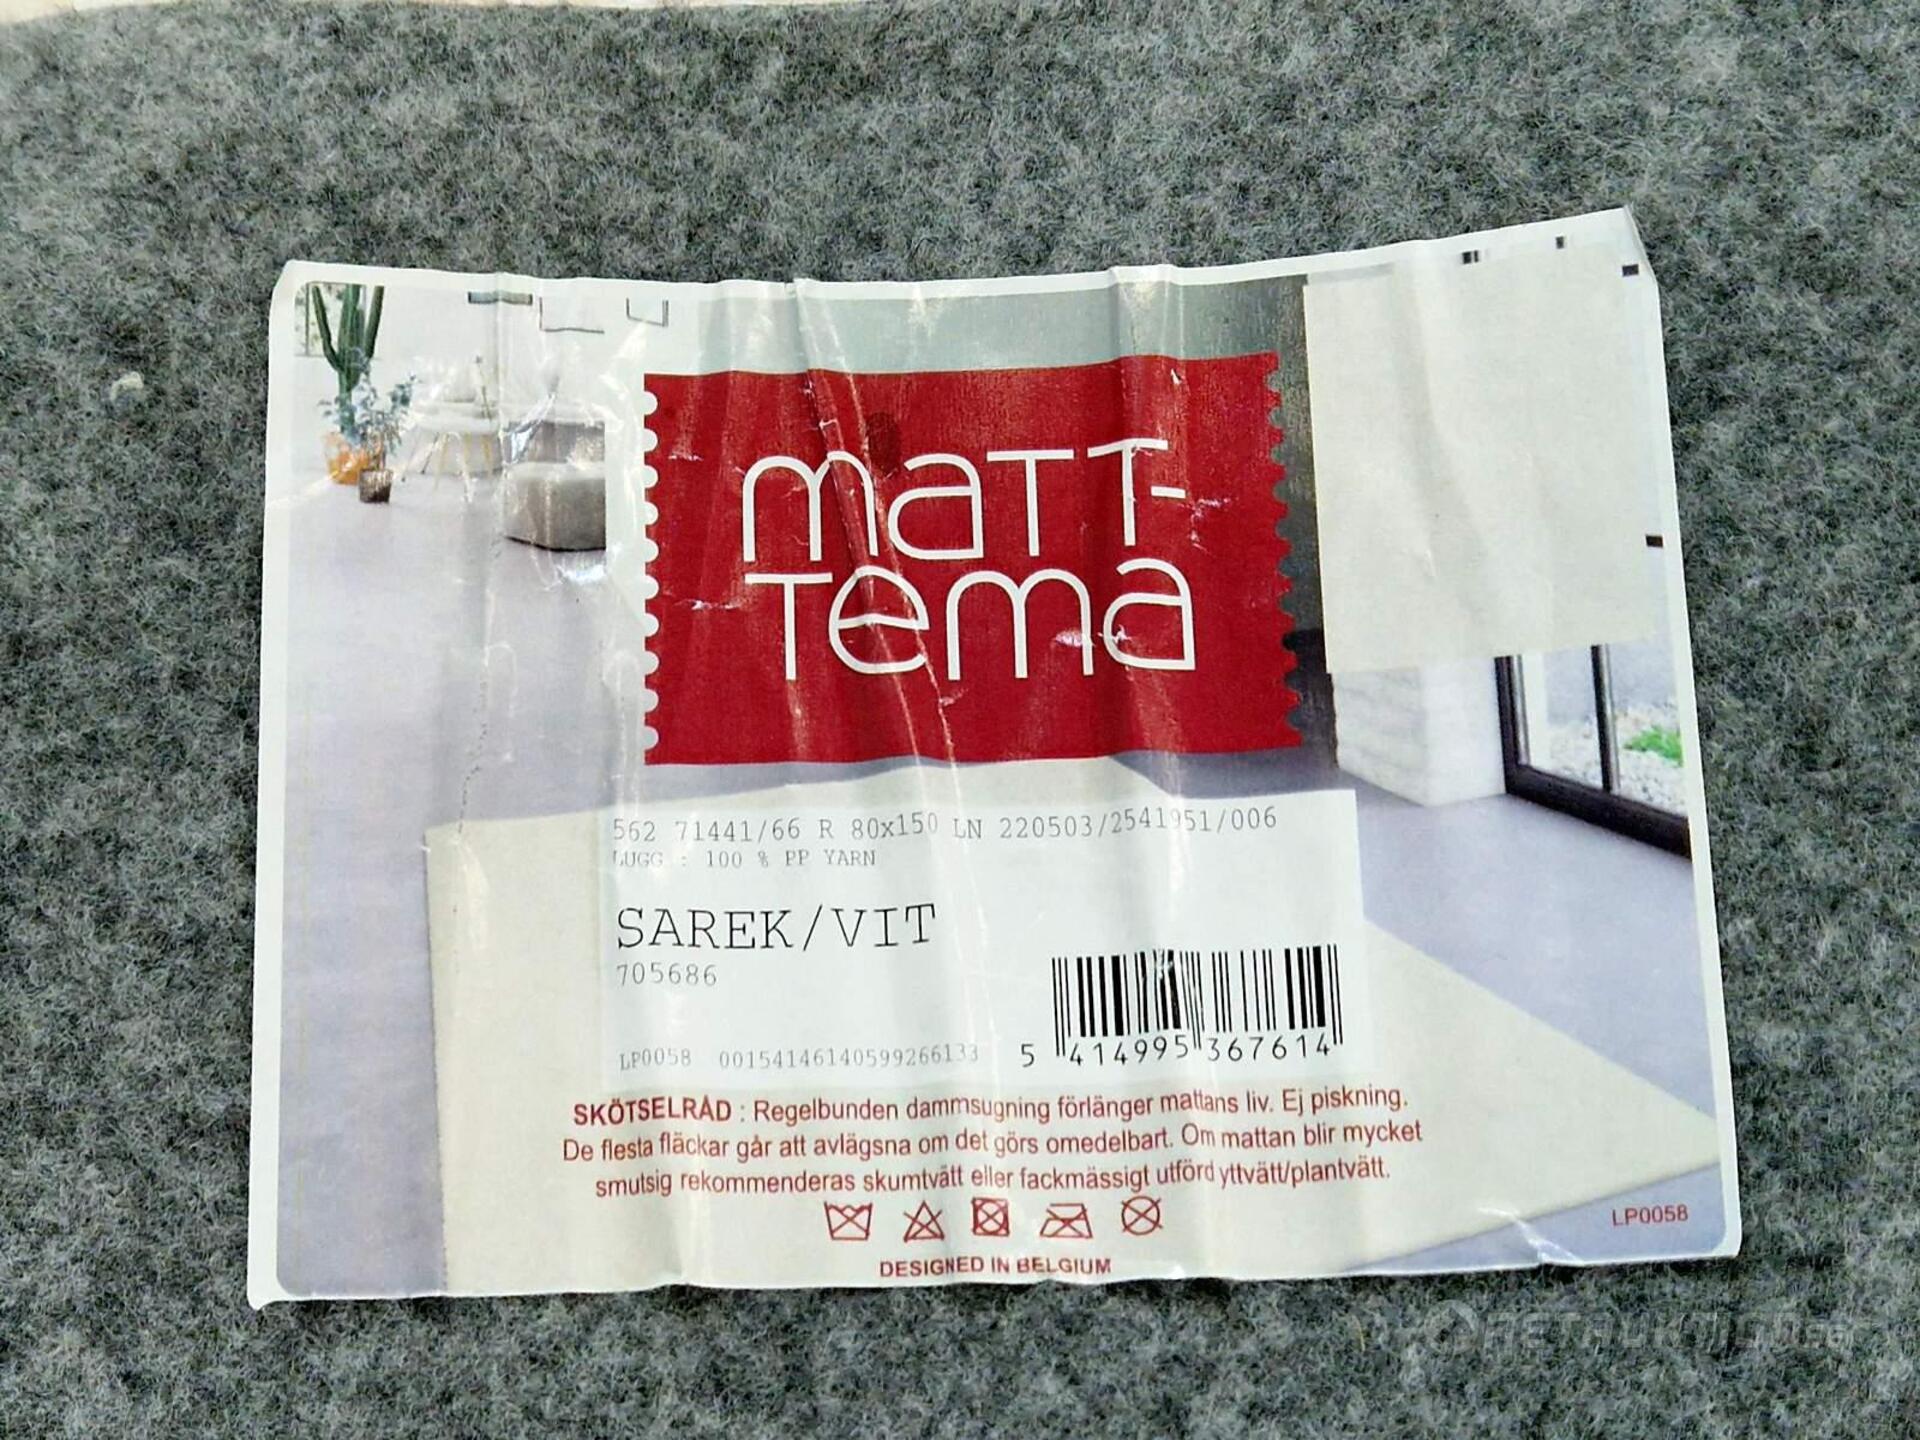 maTT-
Tema
562 71441/66 R 80x150 LN 220503/2541951/006
LUGG : 100 % PP YARN
SAREK/VIT
705686
LP0058 00154146140599266133
5 414995 367614
SKÖTSELRÅD : Regelbunden dammsugning förlänger mattans liv. Ej piskning.
De flesta fläckar går att avlägsna om det görs omedelbart. Om mattan blir mycket
smutsig rekommenderas skumtvätt eller fackmässigt utförd yttvätt/plantvätt.
LP0058
DESIGNED IN BELGIUM
NETAUKTION.se